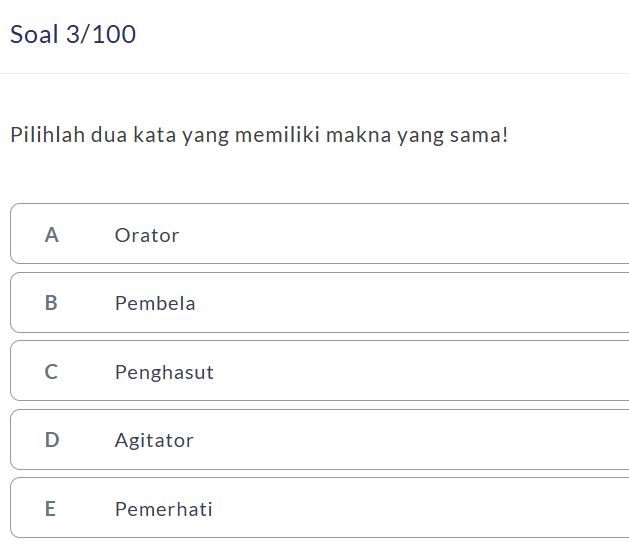 Soal 3/100
Pilihlah dua kata yang memiliki makna yang sama!
A Orator
B Pembela
C Penghasut
D Agitator
E Pemerhati